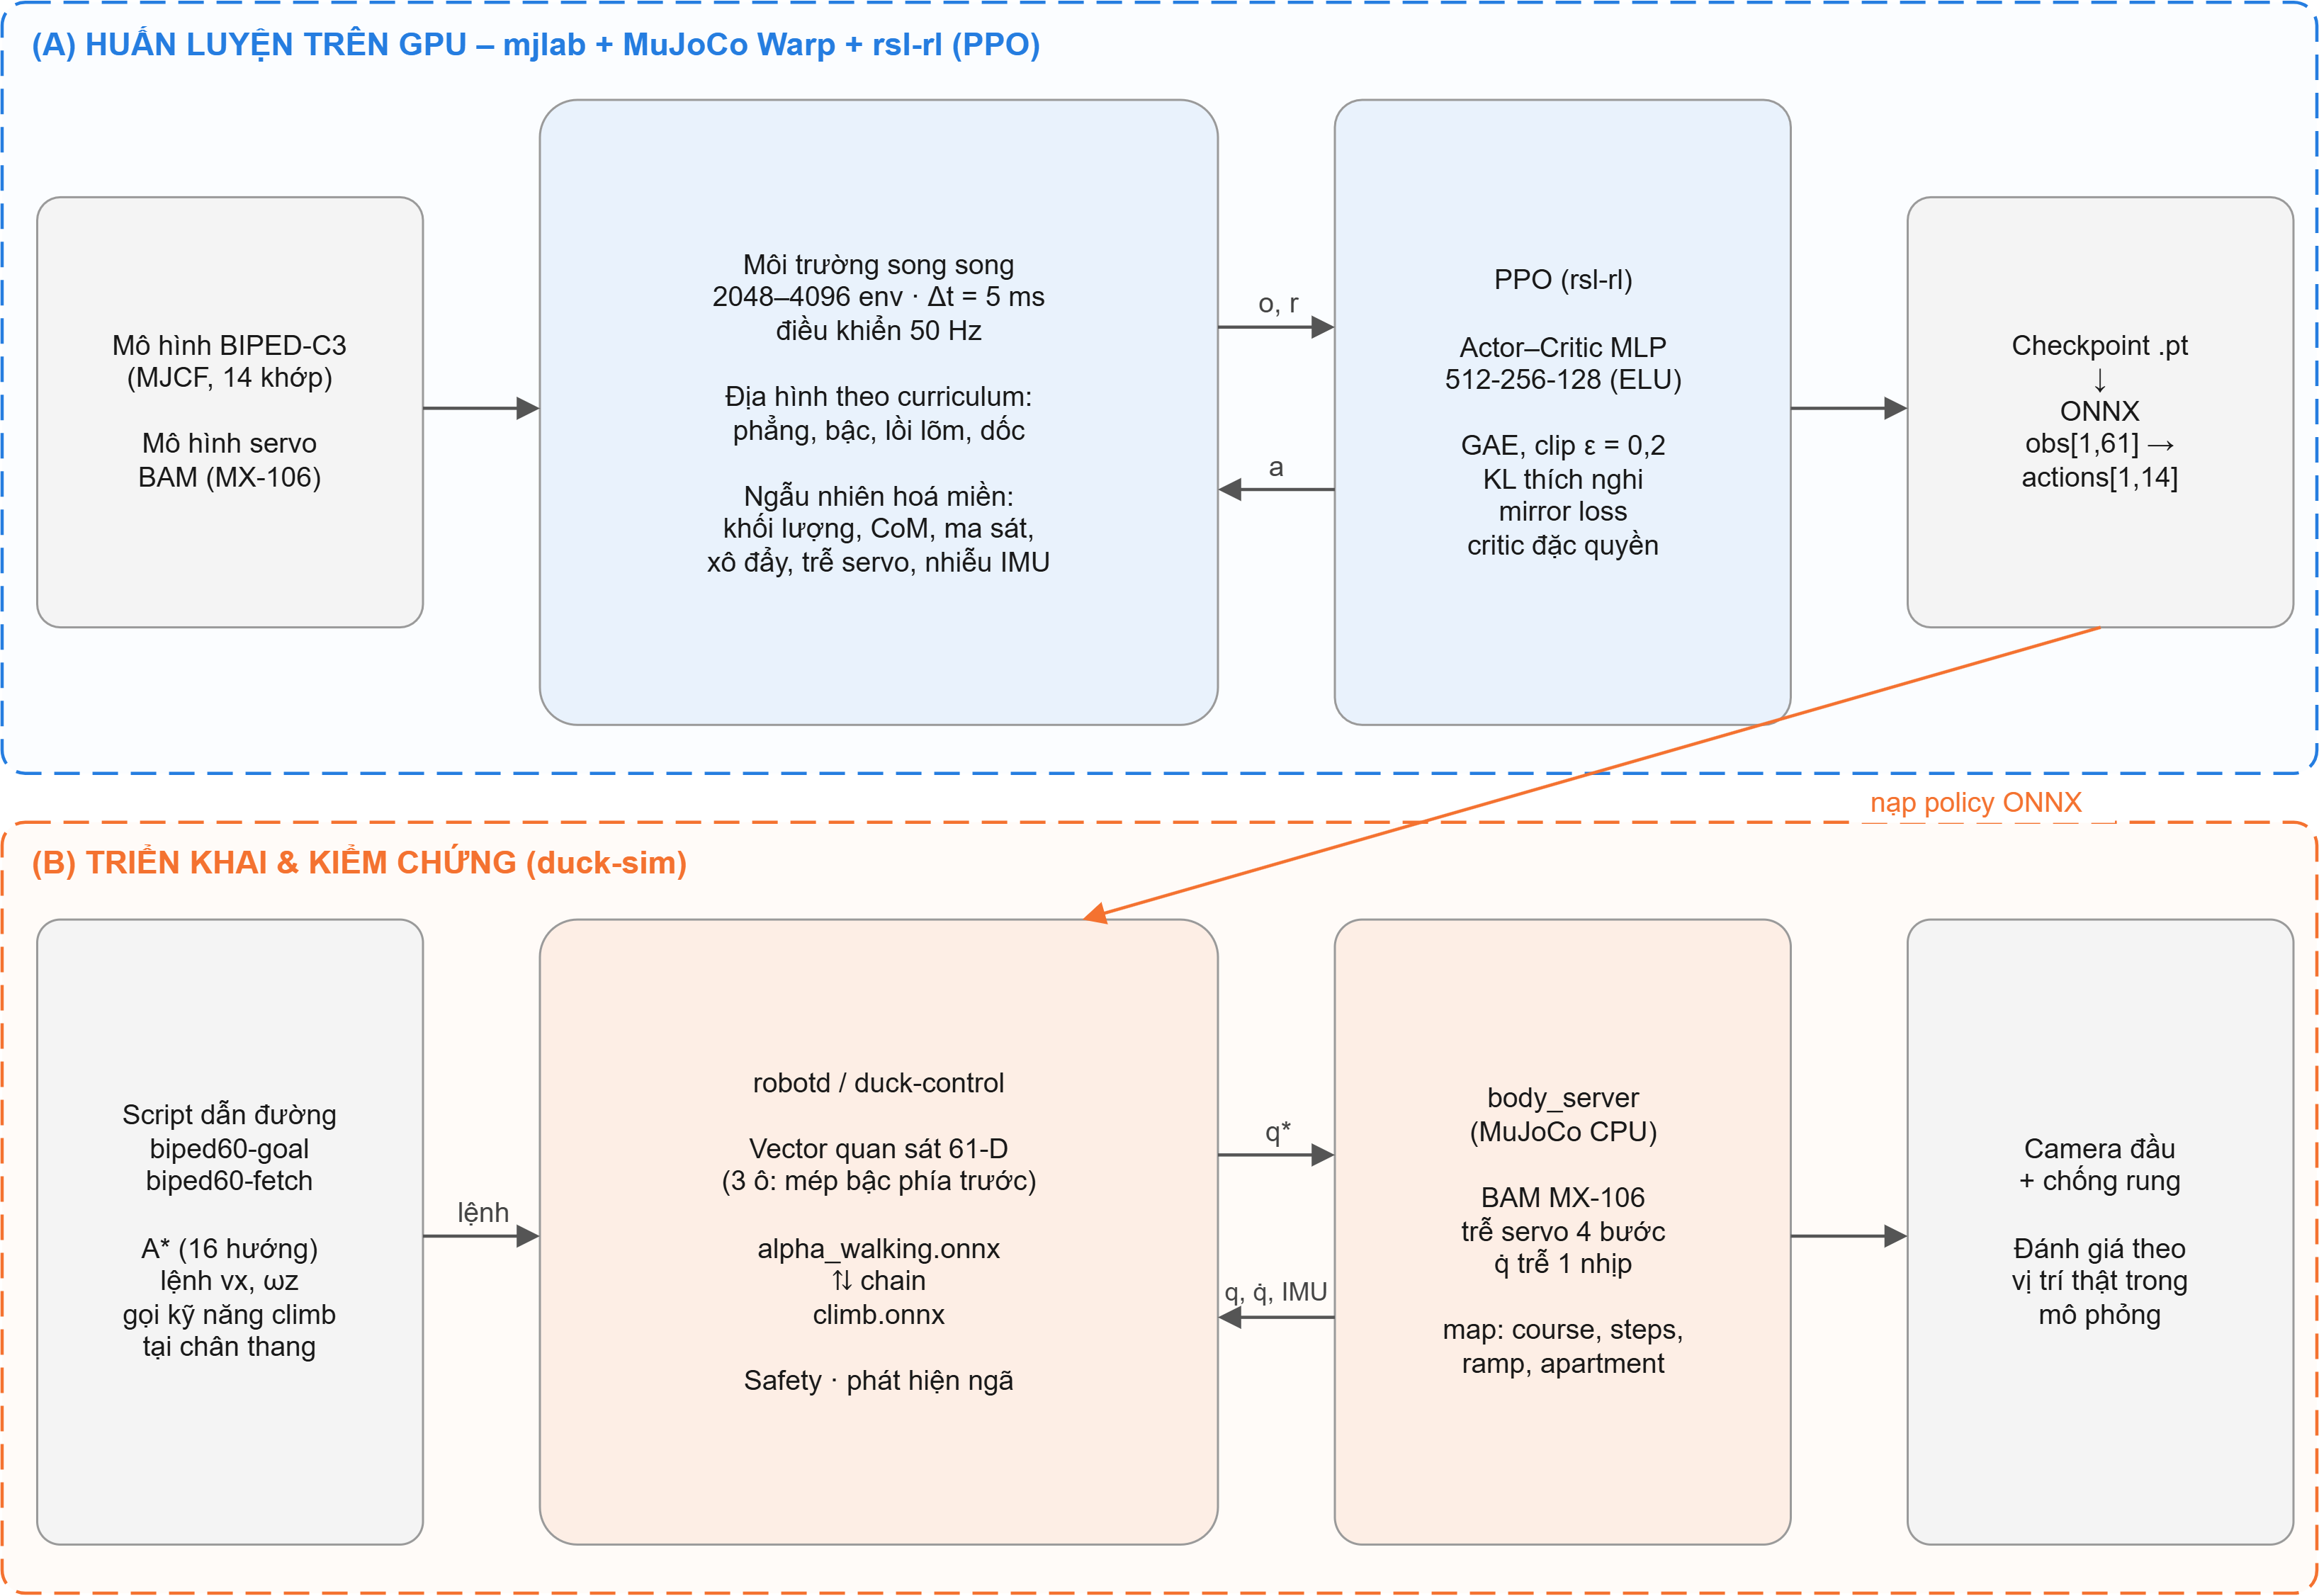 (A) HUẤN LUYỆN TRÊN GPU – mjlab + MuJoCo Warp + rsl-rl (PPO)
Mô hình BIPED-C3
(MJCF, 14 khớp)
Mô hình servo
BAM (MX-106)
Môi trường song song
2048–4096 env · Δt = 5 ms
điều khiển 50 Hz
Địa hình theo curriculum:
phẳng, bậc, lồi lõm, dốc
Ngẫu nhiên hoá miền:
khối lượng, CoM, ma sát,
xô đẩy, trễ servo, nhiễu IMU
o, r
a
PPO (rsl-rl)
Actor–Critic MLP
512-256-128 (ELU)
GAE, clip ε = 0,2
KL thích nghi
mirror loss
critic đặc quyền
Checkpoint .pt
↓
ONNX
obs[1,61] →
actions[1,14]
nạp policy ONNX
(B) TRIỂN KHAI & KIỂM CHỨNG (duck-sim)
Script dẫn đường
biped60-goal
biped60-fetch
A* (16 hướng)
lệnh vx, ωz
gọi kỹ năng climb
tại chân thang
lệnh
robotd / duck-control
Vector quan sát 61-D
(3 ô: mép bậc phía trước)
alpha_walking.onnx
⇅ chain
climb.onnx
Safety · phát hiện ngã
q*
q, q̇, IMU
body_server
(MuJoCo CPU)
BAM MX-106
trễ servo 4 bước
q̇ trễ 1 nhịp
map: course, steps,
ramp, apartment
Camera đầu
+ chống rung
Đánh giá theo
vị trí thật trong
mô phỏng